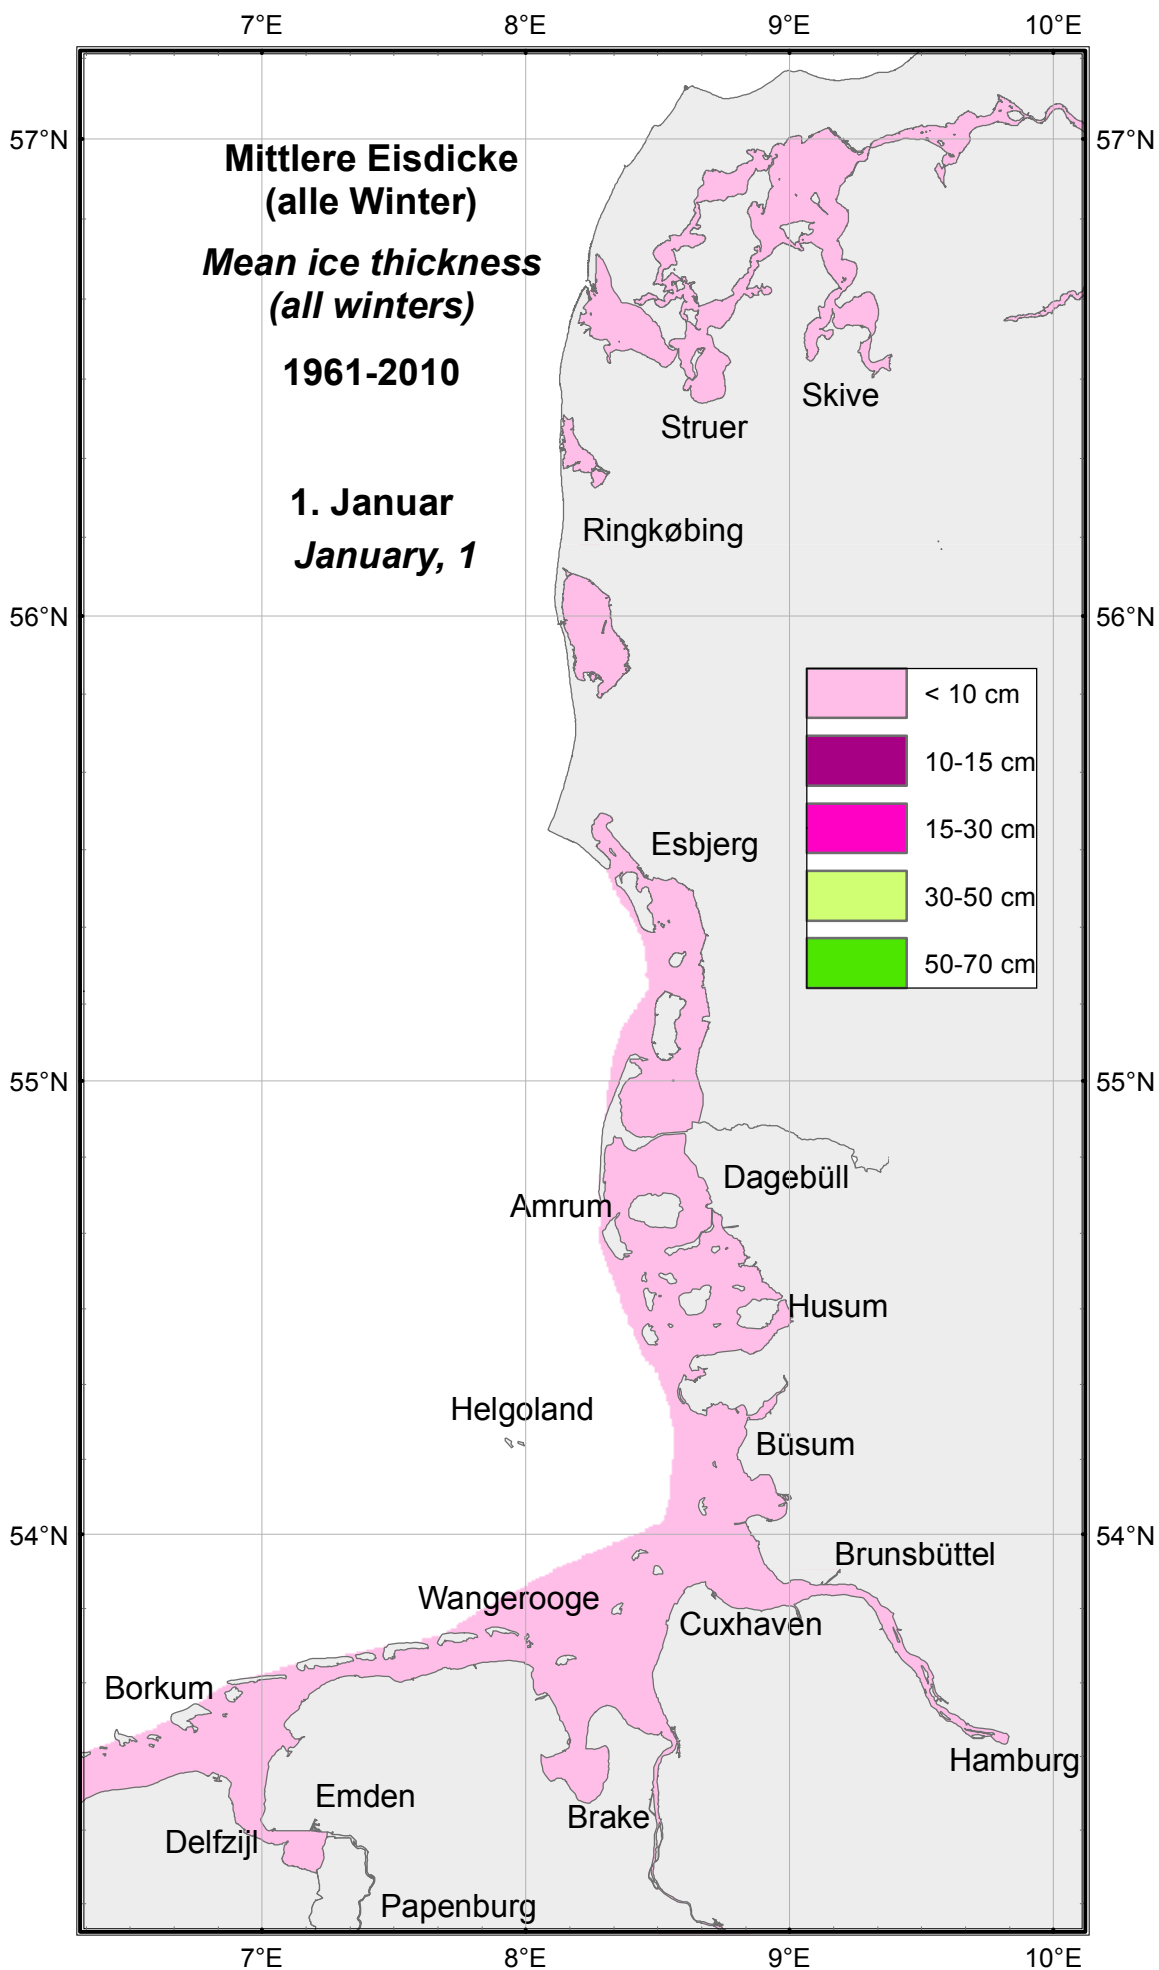 7°E 8°E 9°E 10°E
57°N 57°N
Mittlere Eisdicke
(alle Winter)
Mean ice thickness
(all winters)
1961-2010
Skive
Struer
1. Januar
Ringkøbing
January, 1
56°N 56°N
< 10 cm
10-15 cm
15-30 cm
30-50 cm
50-70 cm
Esbjerg
55°N 55°N
Dagebüll
Amrum
Husum
Helgoland
Büsum
54°N 54°N
Brunsbüttel
Wangerooge
Cuxhaven
Borkum
Hamburg
Emden
Brake
Delfzijl
Papenburg
7°E 8°E 9°E 10°E